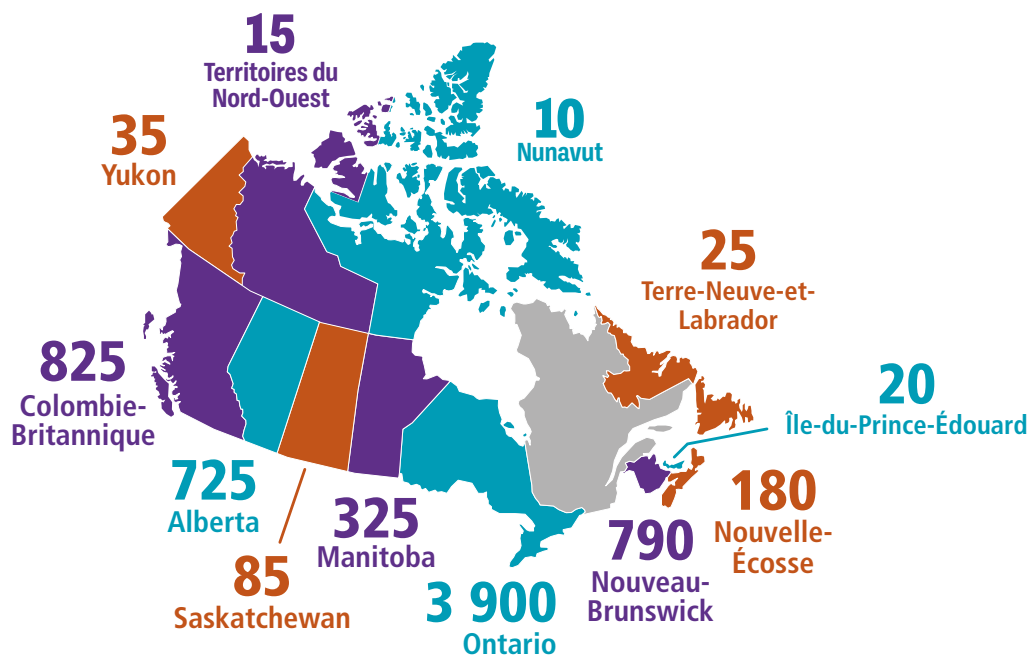 15
Territoires du
Nord-Ouest
10
Nunavut
35
Yukon
25
Terre-Neuve-et-
Labrador
825
Colombie-
Britannique
20
Île-du-Prince-Édouard
725
Alberta
180
Nouvelle-
Écosse
325
Manitoba
790
Nouveau-
Brunswick
85
Saskatchewan
3 900
Ontario